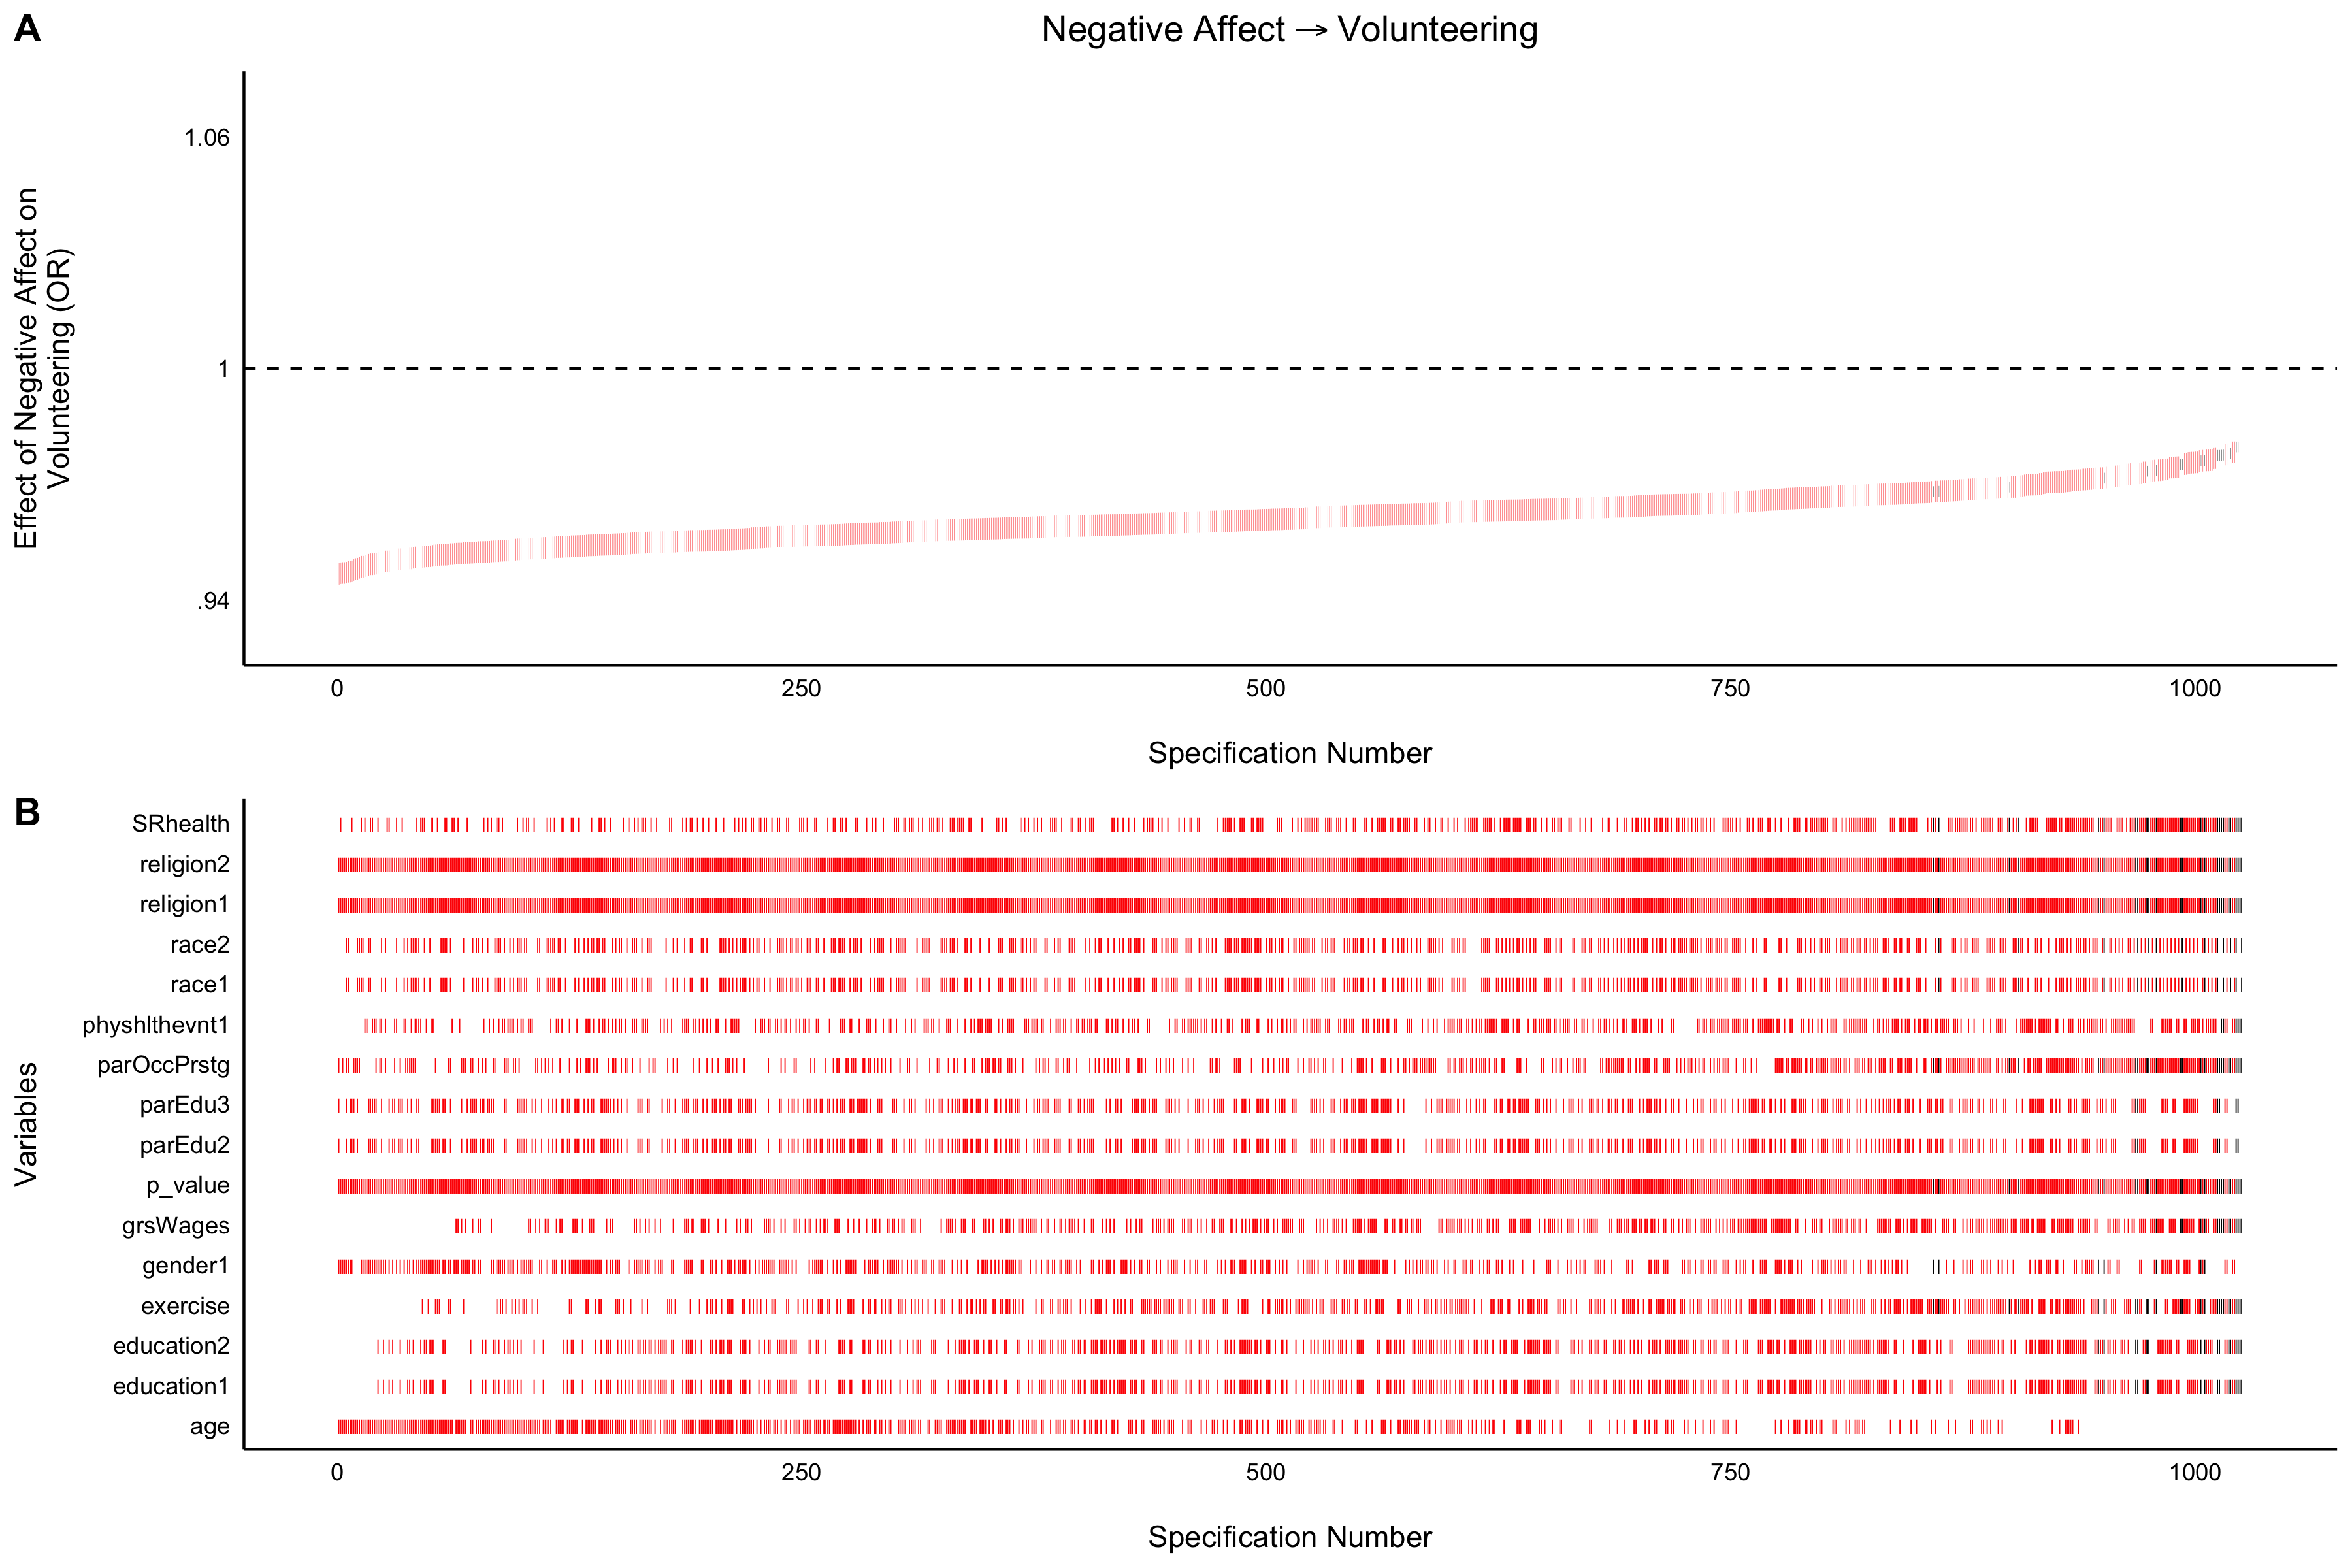 A
Negative Affect → Volunteering
Effect of Negative Affect on
Volunteering (OR)
1.06
1
.94
0 250 500 750 1000
Specification Number
B
Variables
SRhealth
religion2
religion1
race2
race1
physhlthevnt1
parOccPrstg
parEdu3
parEdu2
p_value
grsWages
gender1
exercise
education2
education1
age
0 250 500 750 1000
Specification Number